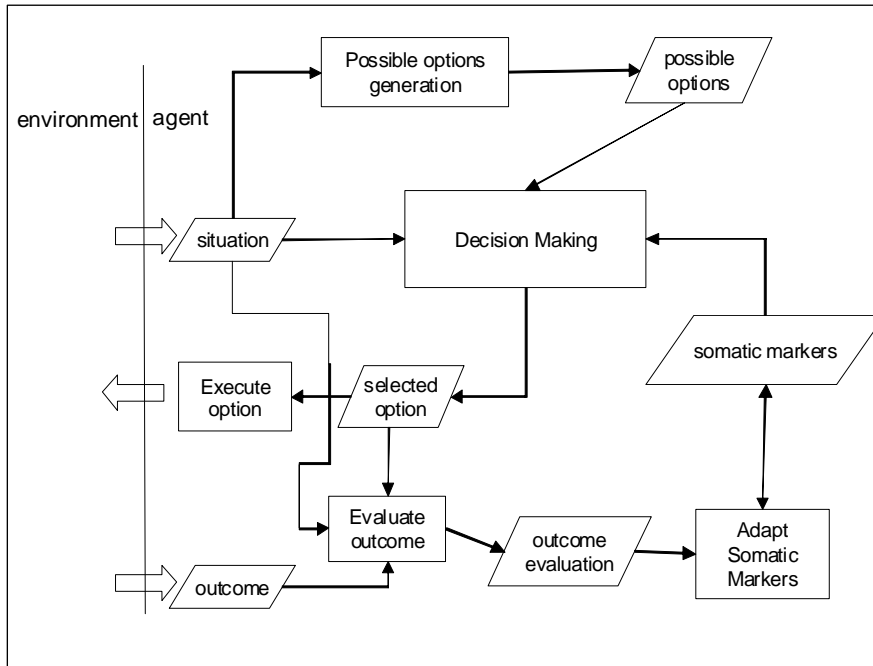 Possible options
generation
possible
options
environment
agent
situation
Decision Making
somatic markers
Execute
option
selected
option
Evaluate
outcome
outcome
evaluation
Adapt
Somatic
Markers
outcome